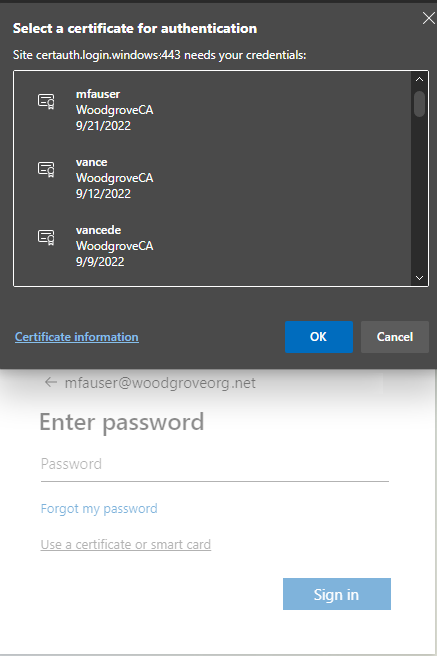 Select a certificate for authentication
Site certauth.login.windows:443 needs your credentials:
mfauser
WoodgroveCA
9/21/2022
vance
WoodgroveCA
9/12/2022
vancede
WoodgroveCA
9/9/2022
Certificate information
OK
Cancel
mfauser@woodgroveorg.net
Enter password
Password
Forgot my password
Use a certificate or smart card
Sign in